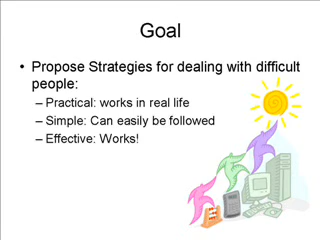 Goal
• Propose Strategies for dealing with difficult
people:
– Practical: works in real life
– Simple: Can easily be followed
– Effective: Works!